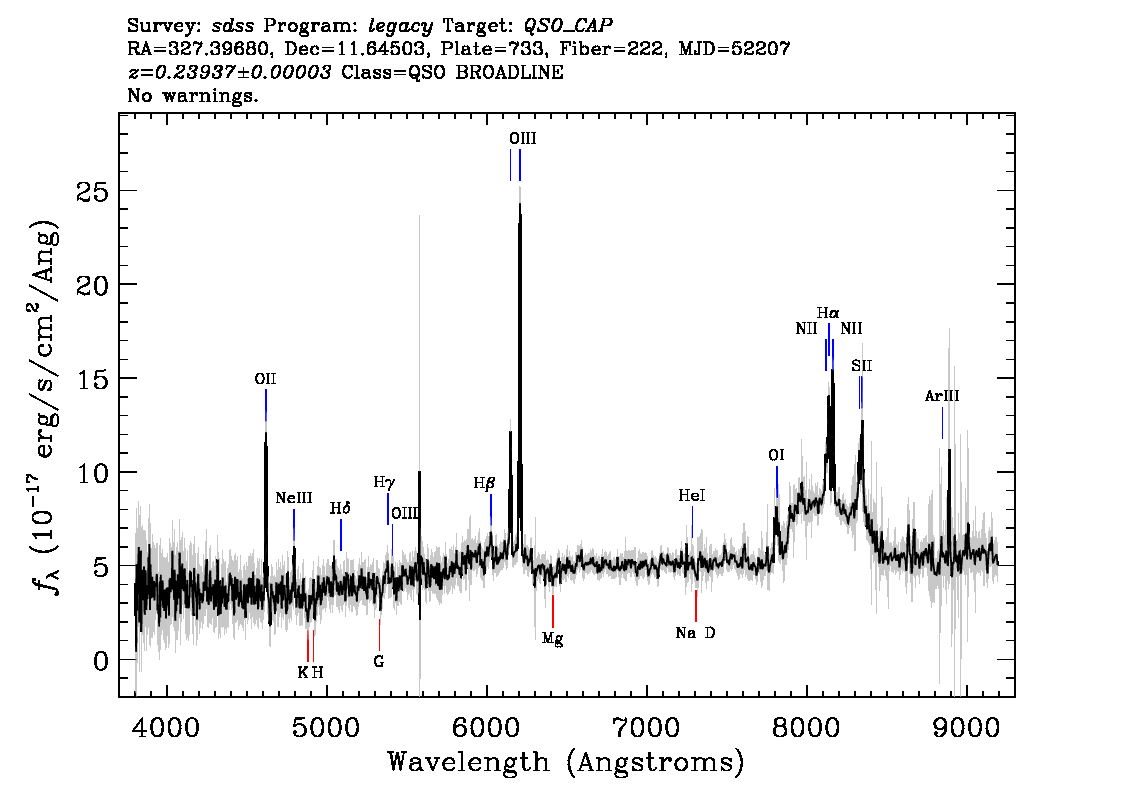 Survey: sdss Program: legacy Target: QSO_CAP
RA=327.39680, Dec=11.64503, Plate=733, Fiber=222, MJD=52207
z=0.23937±0.00003 Class=QSO BROADLINE
No warnings.
OIII
Hα
NII NII
SII
OII
ArIII
OI
Hγ Hβ
NeIII HeI
Hδ OIII
Mg Na D
G
K H
25
20
15
10
5
0
fλ (10⁻¹⁷ erg/s/cm²/Ang)
4000 5000 6000 7000 8000 9000
Wavelength (Angstroms)